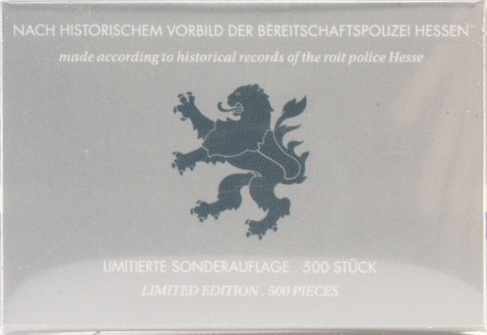 NACH HISTORISCHEM VORBILD DER BEREITSCHAFTSPOLIZEI HESSEN
made according to historical records of the roit police Hesse
LIMITIERTE SONDERAUFLAGE . 500 STÜCK
LIMITED EDITION . 500 PIECES